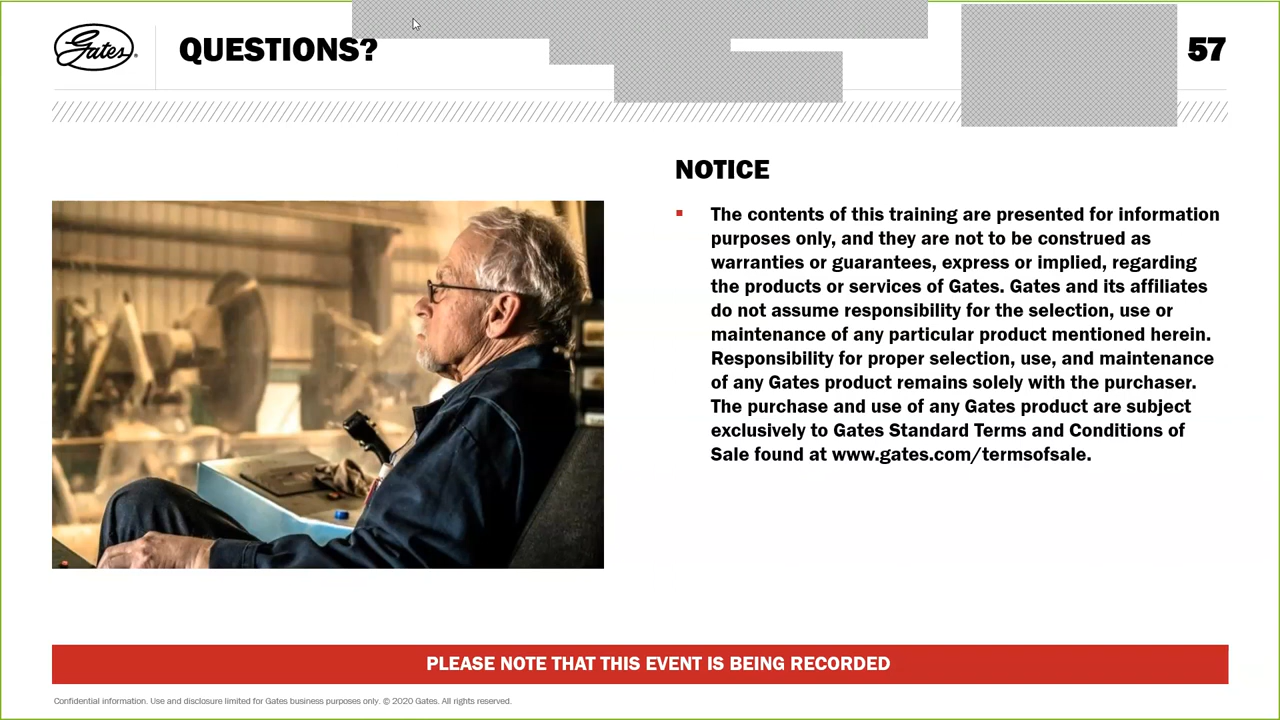 Gates
QUESTIONS?
57
NOTICE
The contents of this training are presented for information
purposes only, and they are not to be construed as
warranties or guarantees, express or implied, regarding
the products or services of Gates. Gates and its affiliates
do not assume responsibility for the selection, use or
maintenance of any particular product mentioned herein.
Responsibility for proper selection, use, and maintenance
of any Gates product remains solely with the purchaser.
The purchase and use of any Gates product are subject
exclusively to Gates Standard Terms and Conditions of
Sale found at www.gates.com/termsofsale.
PLEASE NOTE THAT THIS EVENT IS BEING RECORDED
Confidential information. Use and disclosure limited for Gates business purposes only. © 2020 Gates. All rights reserved.